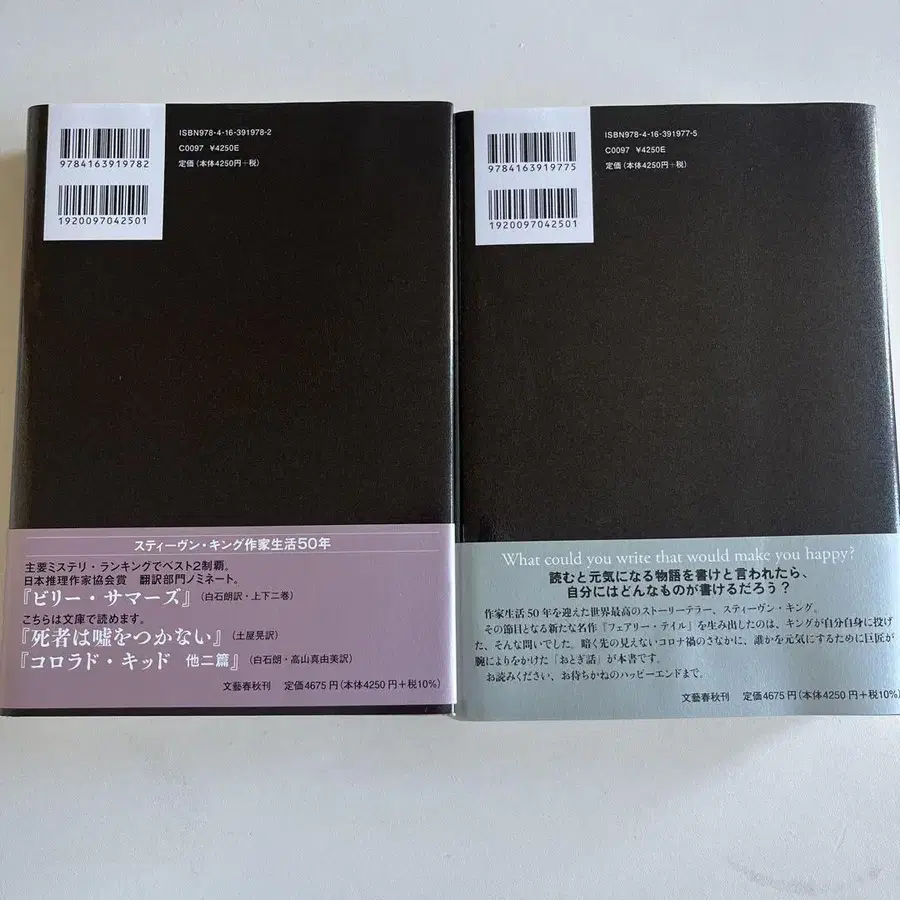 ISBN978-4-16-391978-2
C0097 ¥4250E
定価(本体4250円+税)
9784163919782
1920097042501
スティーヴン・キング作家生活50年
主要ミステリ・ランキングでベスト2制覇。
日本推理作家協会賞 翻訳部門ノミネート。
『ビリー・サマーズ』(白石朗訳・上下二巻)
こちらは文庫で読めます。
『死者は嘘をつかない』(土屋晃訳)
『コロラド・キッド 他二篇』(白石朗・高山真由美訳)
文藝春秋刊 定価4675円(本体4250円+税10%)
ISBN978-4-16-391977-5
C0097 ¥4250E
定価(本体4250円+税)
9784163919775
1920097042501
What could you write that would make you happy?
読むと元気になる物語を書けと言われたら、
自分にはどんなものが書けるだろう?
作家生活50年を迎えた世界最高のストーリーテラー、スティーヴン・キング。
その節目となる新たな名作『フェアリー・テイル』を生み出したのは、キングが自分自身に投げ
た、そんな問いでした。暗く先の見えないコロナ禍のさなかに、誰かを元気にするために巨匠が
腕によりをかけた「おとぎ話」が本書です。
お読みください、お待ちかねのハッピーエンドまで。
文藝春秋刊 定価4675円(本体4250円+税10%)